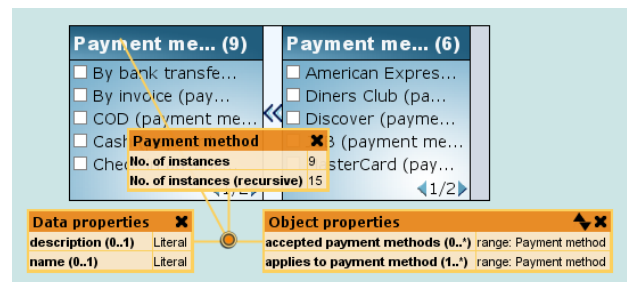 Payment me... (9)
By bank transfe...
By invoice (pay...
COD (payment me...
Cash
Chec
1/2
Payment me... (6)
American Expres...
Diners Club (pa...
Discover (payme...
B (payment me...
sterCard (pay...
1/2
Payment method
No. of instances 9
No. of instances (recursive) 15
Data properties
description (0..1) Literal
name (0..1) Literal
Object properties
accepted payment methods (0..*) range: Payment method
applies to payment method (1..*) range: Payment method